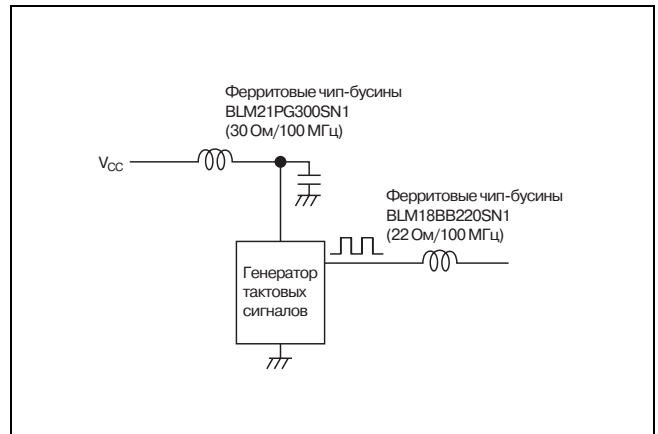 Ферритовые чип-бусины
BLM21PG300SN1
(30 Ом/100 МГц)
VCC
Ферритовые чип-бусины
BLM18BB220SN1
(22 Ом/100 МГц)
Генератор
тактовых
сигналов